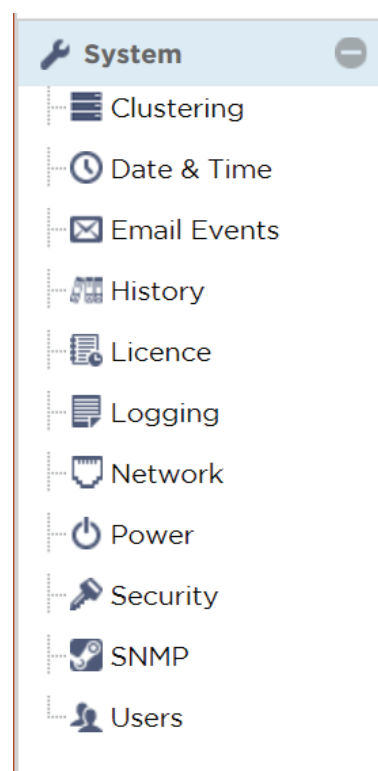 System
Clustering
Date & Time
Email Events
History
Licence
Logging
Network
Power
Security
SNMP
Users